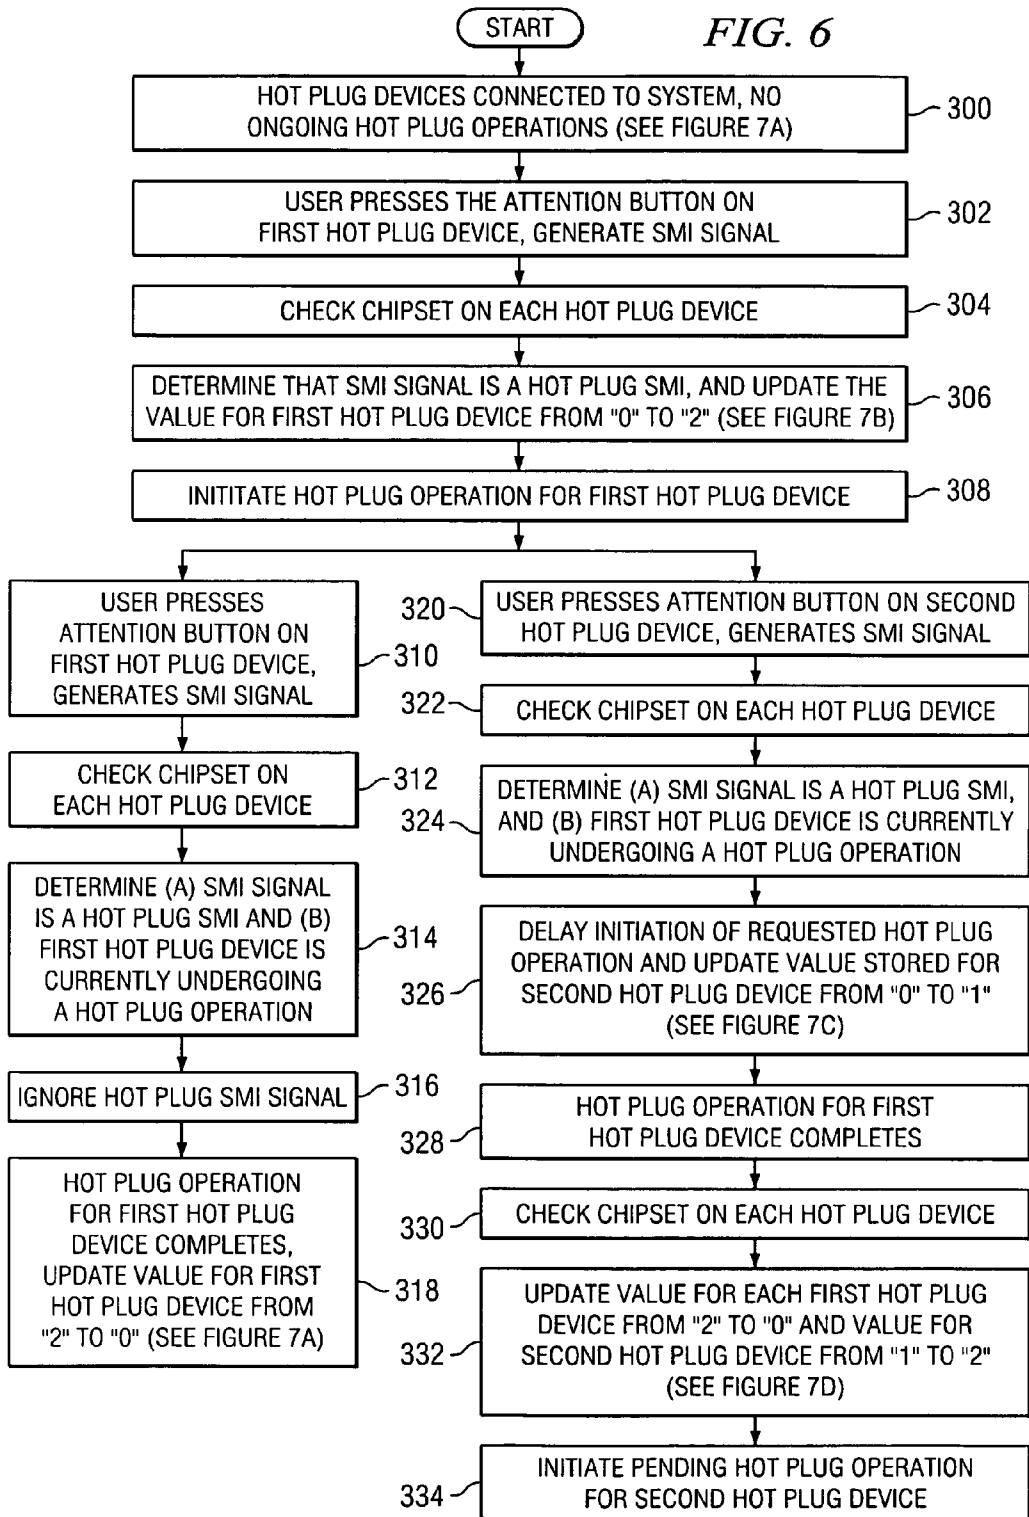 START
FIG. 6
HOT PLUG DEVICES CONNECTED TO SYSTEM, NO
ONGOING HOT PLUG OPERATIONS (SEE FIGURE 7A)
300
USER PRESSES THE ATTENTION BUTTON ON
FIRST HOT PLUG DEVICE, GENERATE SMI SIGNAL
302
CHECK CHIPSET ON EACH HOT PLUG DEVICE
304
DETERMINE THAT SMI SIGNAL IS A HOT PLUG SMI, AND UPDATE THE
VALUE FOR FIRST HOT PLUG DEVICE FROM "0" TO "2" (SEE FIGURE 7B)
306
INITITATE HOT PLUG OPERATION FOR FIRST HOT PLUG DEVICE
308
USER PRESSES
ATTENTION BUTTON ON
FIRST HOT PLUG DEVICE,
GENERATES SMI SIGNAL
310
CHECK CHIPSET ON
EACH HOT PLUG DEVICE
312
DETERMINE (A) SMI SIGNAL
IS A HOT PLUG SMI AND (B)
FIRST HOT PLUG DEVICE IS
CURRENTLY UNDERGOING
A HOT PLUG OPERATION
314
IGNORE HOT PLUG SMI SIGNAL
316
HOT PLUG OPERATION
FOR FIRST HOT PLUG
DEVICE COMPLETES,
UPDATE VALUE FOR FIRST
HOT PLUG DEVICE FROM
"2" TO "0" (SEE FIGURE 7A)
318
320
USER PRESSES ATTENTION BUTTON ON SECOND
HOT PLUG DEVICE, GENERATES SMI SIGNAL
322
CHECK CHIPSET ON EACH HOT PLUG DEVICE
324
DETERMINE (A) SMI SIGNAL IS A HOT PLUG SMI,
AND (B) FIRST HOT PLUG DEVICE IS CURRENTLY
UNDERGOING A HOT PLUG OPERATION
326
DELAY INITIATION OF REQUESTED HOT PLUG
OPERATION AND UPDATE VALUE STORED FOR
SECOND HOT PLUG DEVICE FROM "0" TO "1"
(SEE FIGURE 7C)
328
HOT PLUG OPERATION FOR FIRST
HOT PLUG DEVICE COMPLETES
330
CHECK CHIPSET ON EACH HOT PLUG DEVICE
332
UPDATE VALUE FOR EACH FIRST HOT PLUG
DEVICE FROM "2" TO "0" AND VALUE FOR
SECOND HOT PLUG DEVICE FROM "1" TO "2"
(SEE FIGURE 7D)
334
INITIATE PENDING HOT PLUG OPERATION
FOR SECOND HOT PLUG DEVICE